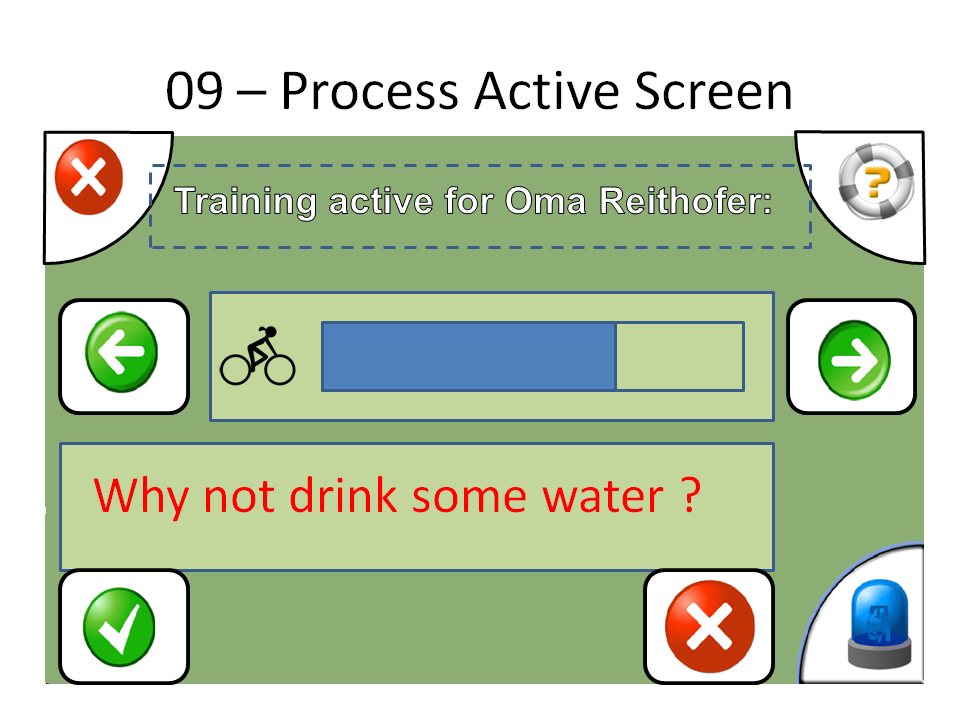 09 – Process Active Screen
Training active for Oma Reithofer:
?
Why not drink some water ?